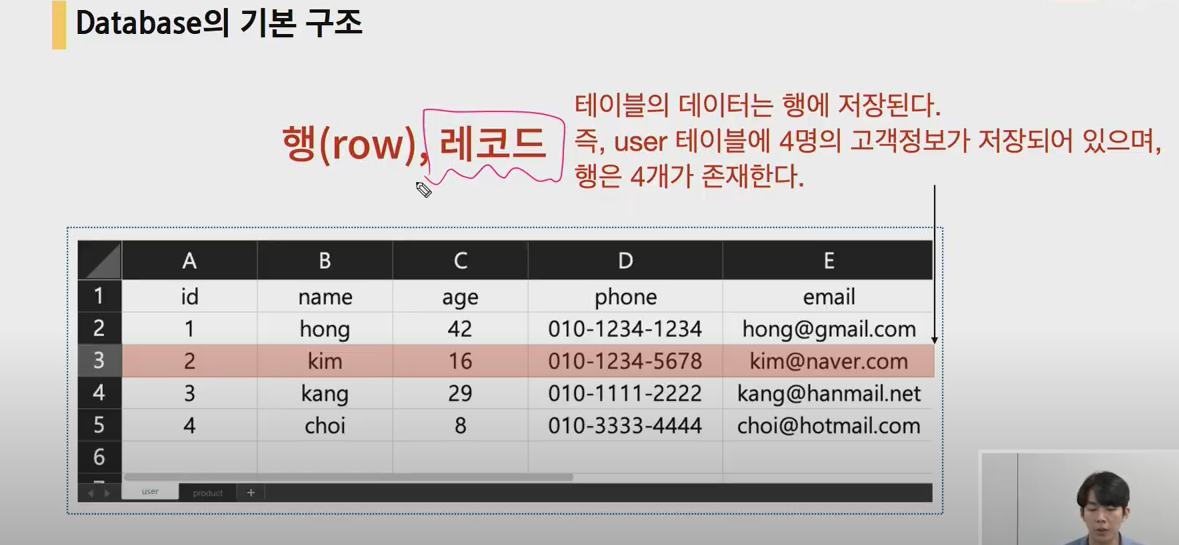 Database의 기본 구조
행(row), 레코드
테이블의 데이터는 행에 저장된다.
즉, user 테이블에 4명의 고객정보가 저장되어 있으며,
행은 4개가 존재한다.
A B C D E
1 id name age phone email
2 1 hong 42 010-1234-1234 hong@gmail.com
3 2 kim 16 010-1234-5678 kim@naver.com
4 3 kang 29 010-1111-2222 kang@hanmail.net
5 4 choi 8 010-3333-4444 choi@hotmail.com
6
user product +